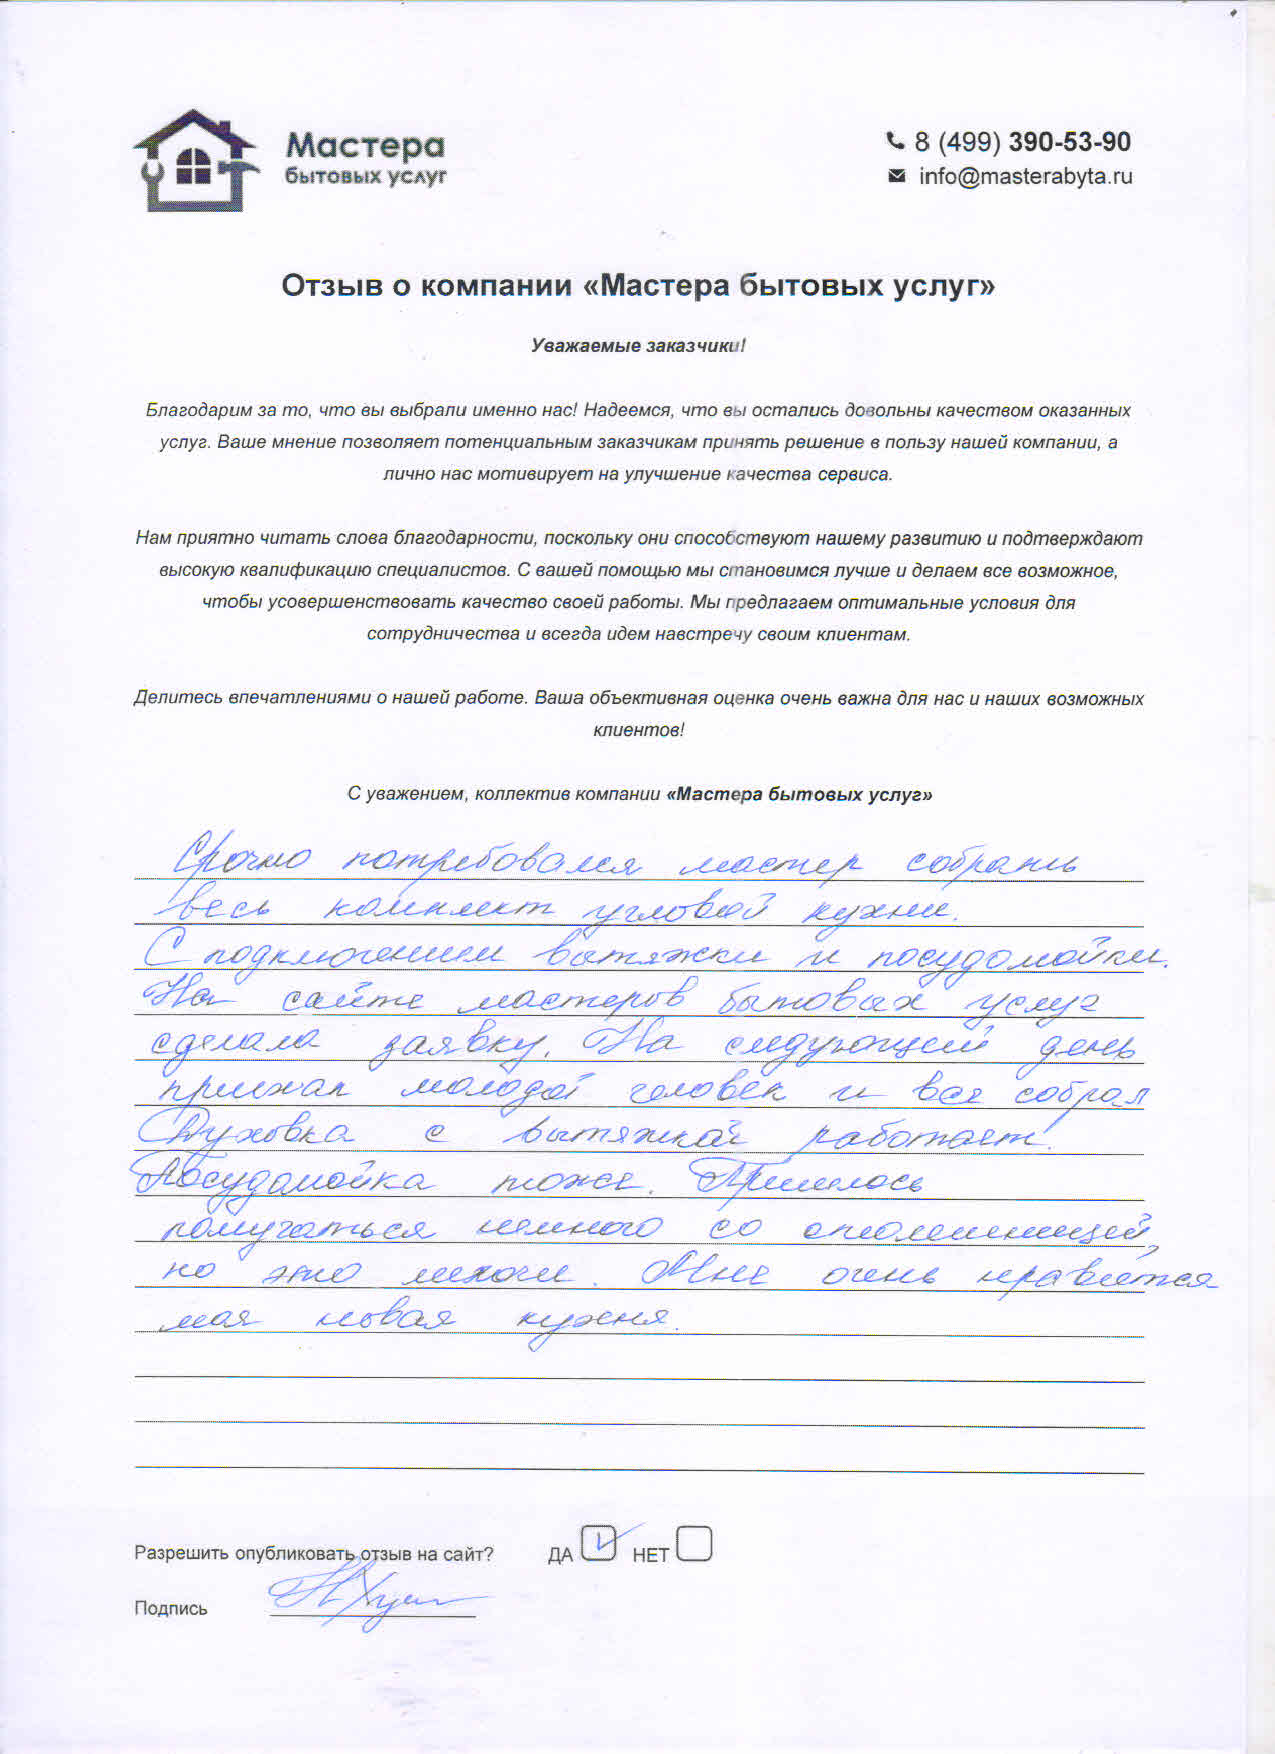 Мастера
бытовых услуг
8 (499) 390-53-90
info@masterabyta.ru
Отзыв о компании «Мастера бытовых услуг»
Уважаемые заказчики!
Благодарим за то, что вы выбрали именно нас! Надеемся, что вы остались довольны качеством оказанных
услуг. Ваше мнение позволяет потенциальным заказчикам принять решение в пользу нашей компании, а
лично нас мотивирует на улучшение качества сервиса.
Нам приятно читать слова благодарности, поскольку они способствуют нашему развитию и подтверждают
высокую квалификацию специалистов. С вашей помощью мы становимся лучше и делаем все возможное,
чтобы усовершенствовать качество своей работы. Мы предлагаем оптимальные условия для
сотрудничества и всегда идем навстречу своим клиентам.
Делитесь впечатлениями о нашей работе. Ваша объективная оценка очень важна для нас и наших возможных
клиентов!
С уважением, коллектив компании «Мастера бытовых услуг»
Срочно потребовался мастер собрать
весь комплект угловой кухни.
С подключением вытяжки и посудомойки.
На сайте мастеров бытовых услуг
сделала заявку. На следующий день
приехал молодой человек и все собрал
Духовка с вытяжкой работает.
Посудомойка тоже. Пришлось
помучаться немного со столешницей,
но это мелочи. Мне очень нравится
моя новая кухня.
Разрешить опубликовать отзыв на сайт? ДА НЕТ
Подпись